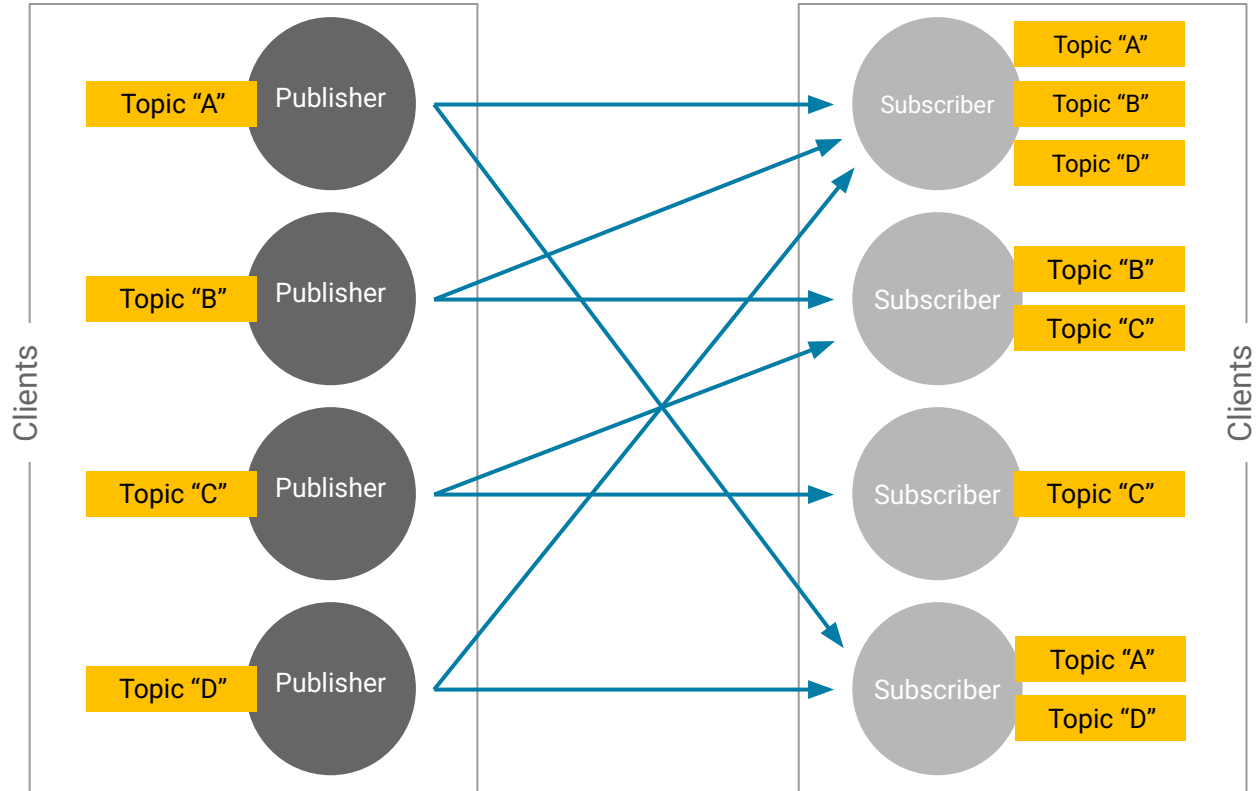 Clients
Topic “A”
Publisher
Topic “B”
Publisher
Topic “C”
Publisher
Topic “D”
Publisher
Subscriber
Topic “A”
Topic “B”
Topic “D”
Subscriber
Topic “B”
Topic “C”
Subscriber
Topic “C”
Subscriber
Topic “A”
Topic “D”
Clients